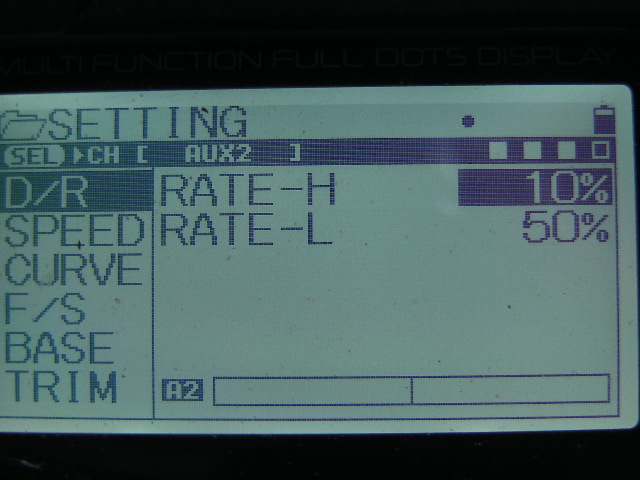 MULTI FUNCTION FULL DOTS DISPLAY
SETTING
SEL CH [ AUX2 ]
D/R RATE-H 10%
SPEED RATE-L 50%
CURVE
F/S
BASE
TRIM A2